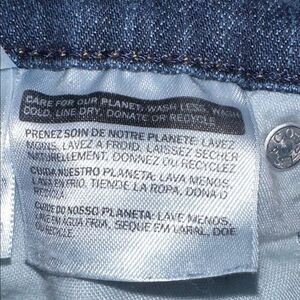 CARE FOR OUR PLANET: WASH LESS, WASH
COLD, LINE DRY, DONATE OR RECYCLE.
PRENEZ SOIN DE NOTRE PLANETE: LAVEZ
MOINS, LAVEZ A FROID, LAISSEZ SECHER
NATURELLEMENT, DONNEZ OU RECYCLEZ
CUIDA NUESTRO PLANETA: LAVA MENOS,
LAVA EN FRIO, TIENDE LA ROPA, DONA O
RECICLA
CUIDE DO NOSSO PLANETA: LAVE MENOS,
LAVE EM AGUA FRIA, SEQUE EM LARAL, DOE
OU RECICLE